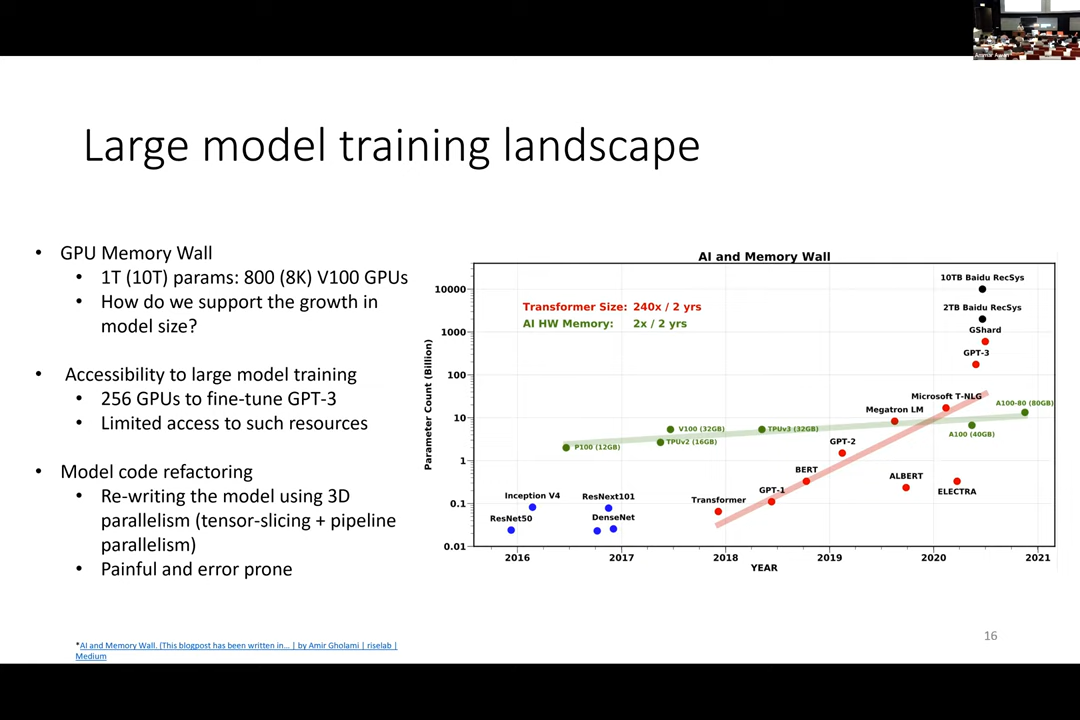 Ammar Awan
Large model training landscape
• GPU Memory Wall
• 1T (10T) params: 800 (8K) V100 GPUs
• How do we support the growth in
model size?
• Accessibility to large model training
• 256 GPUs to fine-tune GPT-3
• Limited access to such resources
• Model code refactoring
• Re-writing the model using 3D
parallelism (tensor-slicing + pipeline
parallelism)
• Painful and error prone
AI and Memory Wall
Parameter Count (Billion)
10000
1000
100
10
1
0.1
0.01
Transformer Size: 240x / 2 yrs
AI HW Memory: 2x / 2 yrs
10TB Baidu RecSys
2TB Baidu RecSys
GShard
GPT-3
Microsoft T-NLG
A100-80 (80GB)
Megatron LM
V100 (32GB)
TPUv3 (32GB)
A100 (40GB)
P100 (12GB)
TPUv2 (16GB)
GPT-2
BERT
ALBERT
ELECTRA
GPT-1
Transformer
Inception V4
ResNext101
ResNet50
DenseNet
2016
2017
2018
2019
2020
2021
YEAR
*AI and Memory Wall. (This blogpost has been written in... | by Amir Gholami | riselab |
Medium
16